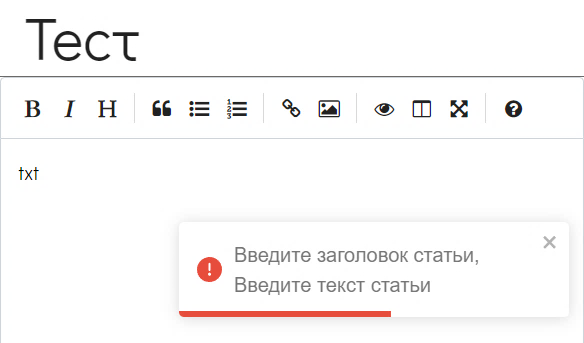 Тест
B I H
txt
Введите заголовок статьи,
Введите текст статьи